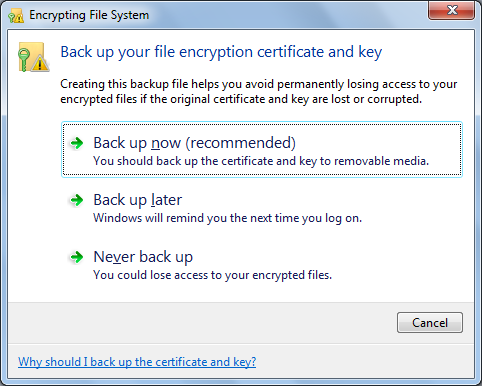 Encrypting File System
Back up your file encryption certificate and key
Creating this backup file helps you avoid permanently losing access to your
encrypted files if the original certificate and key are lost or corrupted.
Back up now (recommended)
You should back up the certificate and key to removable media.
Back up later
Windows will remind you the next time you log on.
Never back up
You could lose access to your encrypted files.
Cancel
Why should I back up the certificate and key?